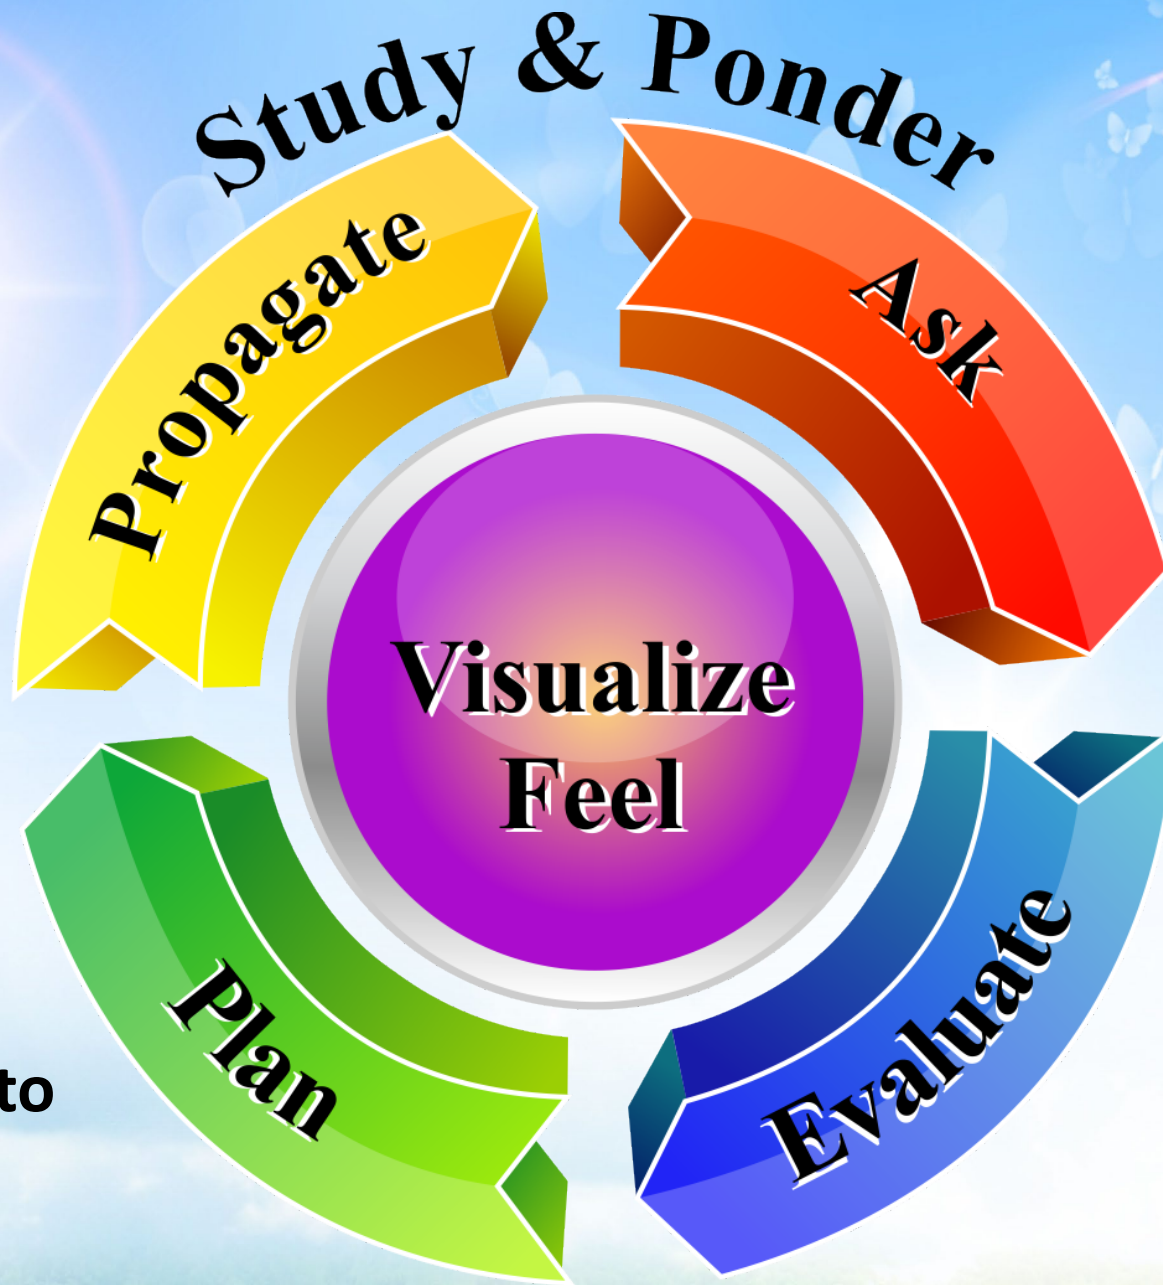 Study & Ponder
Propagate
Ask
Visualize
Feel
Plan
Evaluate
to